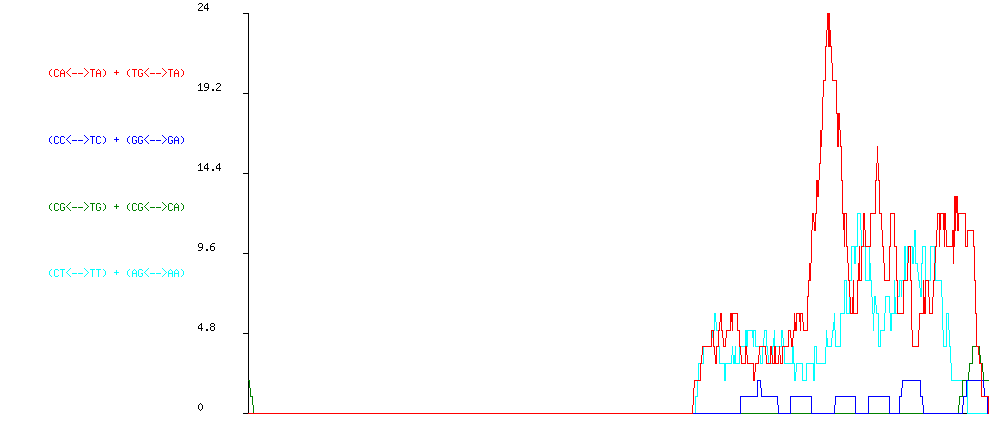 24
(CA<-->TA) + (TG<-->TA)
19.2
(CC<-->TC) + (GG<-->GA)
14.4
(CG<-->TG) + (CG<-->CA)
9.6
(CT<-->TT) + (AG<-->AA)
4.8
0